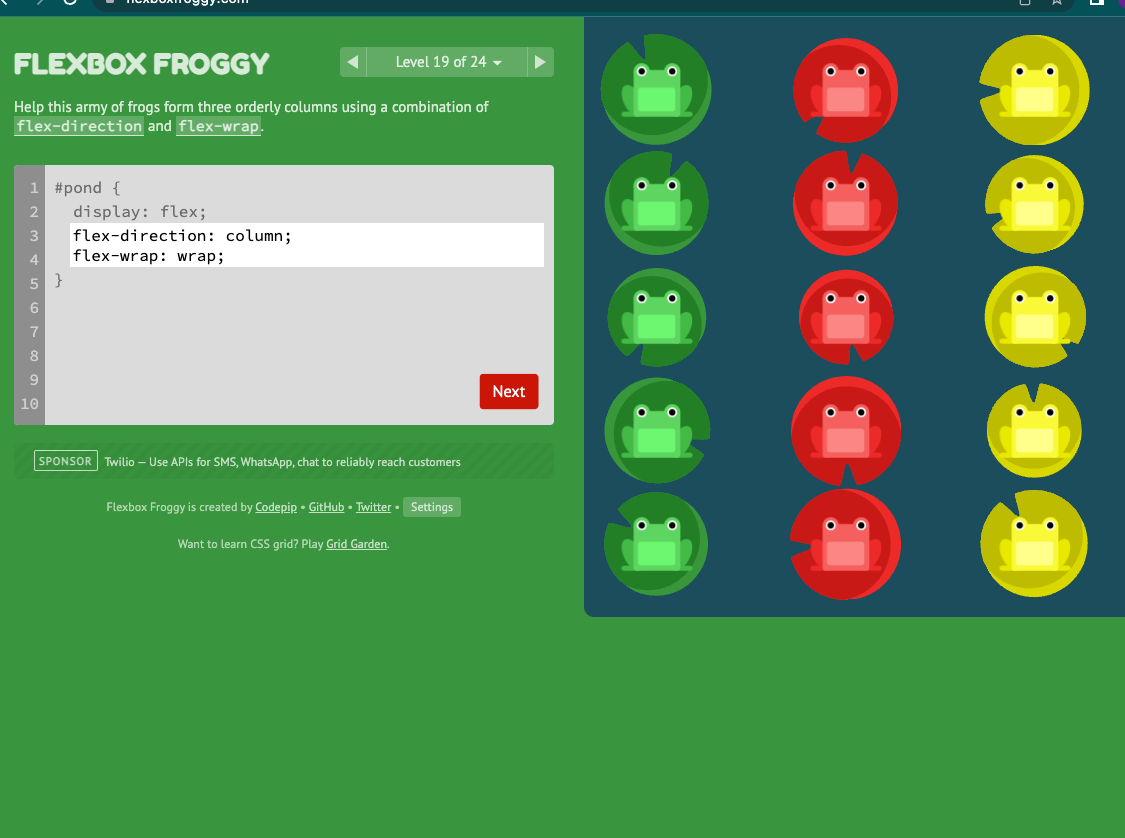 flexboxfroggy.com
FLEXBOX FROGGY
Level 19 of 24
Help this army of frogs form three orderly columns using a combination of
flex-direction and flex-wrap.
1 #pond {
2 display: flex;
3 flex-direction: column;
4 flex-wrap: wrap;
5 }
6
7
8
9
10
Next
SPONSOR Twilio — Use APIs for SMS, WhatsApp, chat to reliably reach customers
Flexbox Froggy is created by Codepip • GitHub • Twitter • Settings
Want to learn CSS grid? Play Grid Garden.